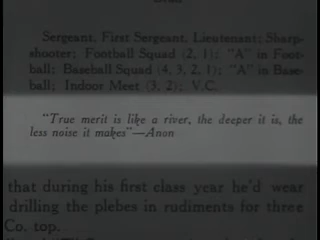 Sergeant, First Sergeant, Lieutenant; Sharp-
shooter; Football Squad (2, 1); "A" in Foot-
ball; Baseball Squad (4, 3, 2, 1); "A" in Base-
ball; Indoor Meet (3, 2); V.C.
"True merit is like a river, the deeper it is, the
less noise it makes"—Anon
that during his first class year he'd wear
drilling the plebes in rudiments for three
Co. top.